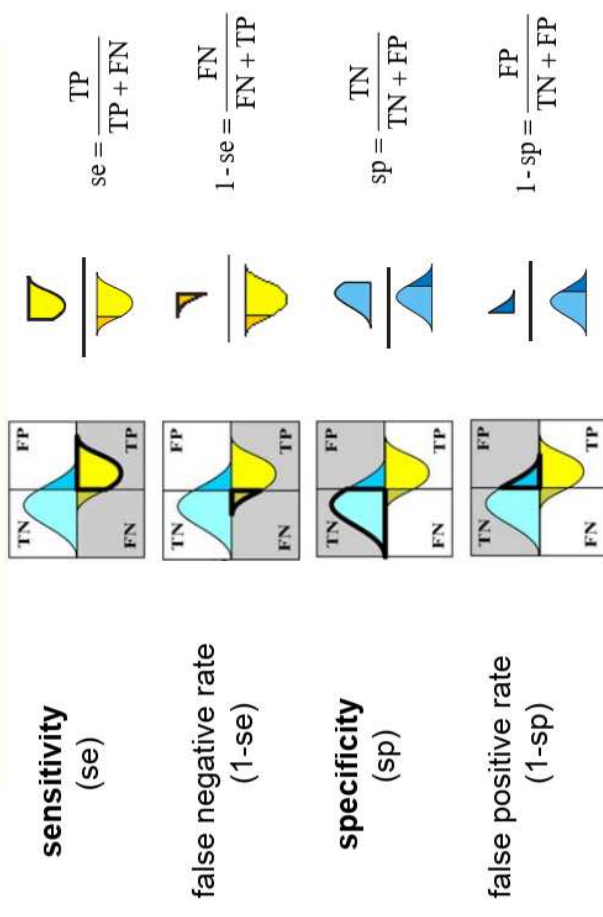 sensitivity
(se)
TN FP
FN TP
se = TP / TP + FN
false negative rate
(1-se)
TN FP
FN TP
1-se = FN / FN + TP
specificity
(sp)
TN FP
FN TP
sp = TN / TN + FP
false positive rate
(1-sp)
TN FP
FN TP
1-sp = FP / TN + FP